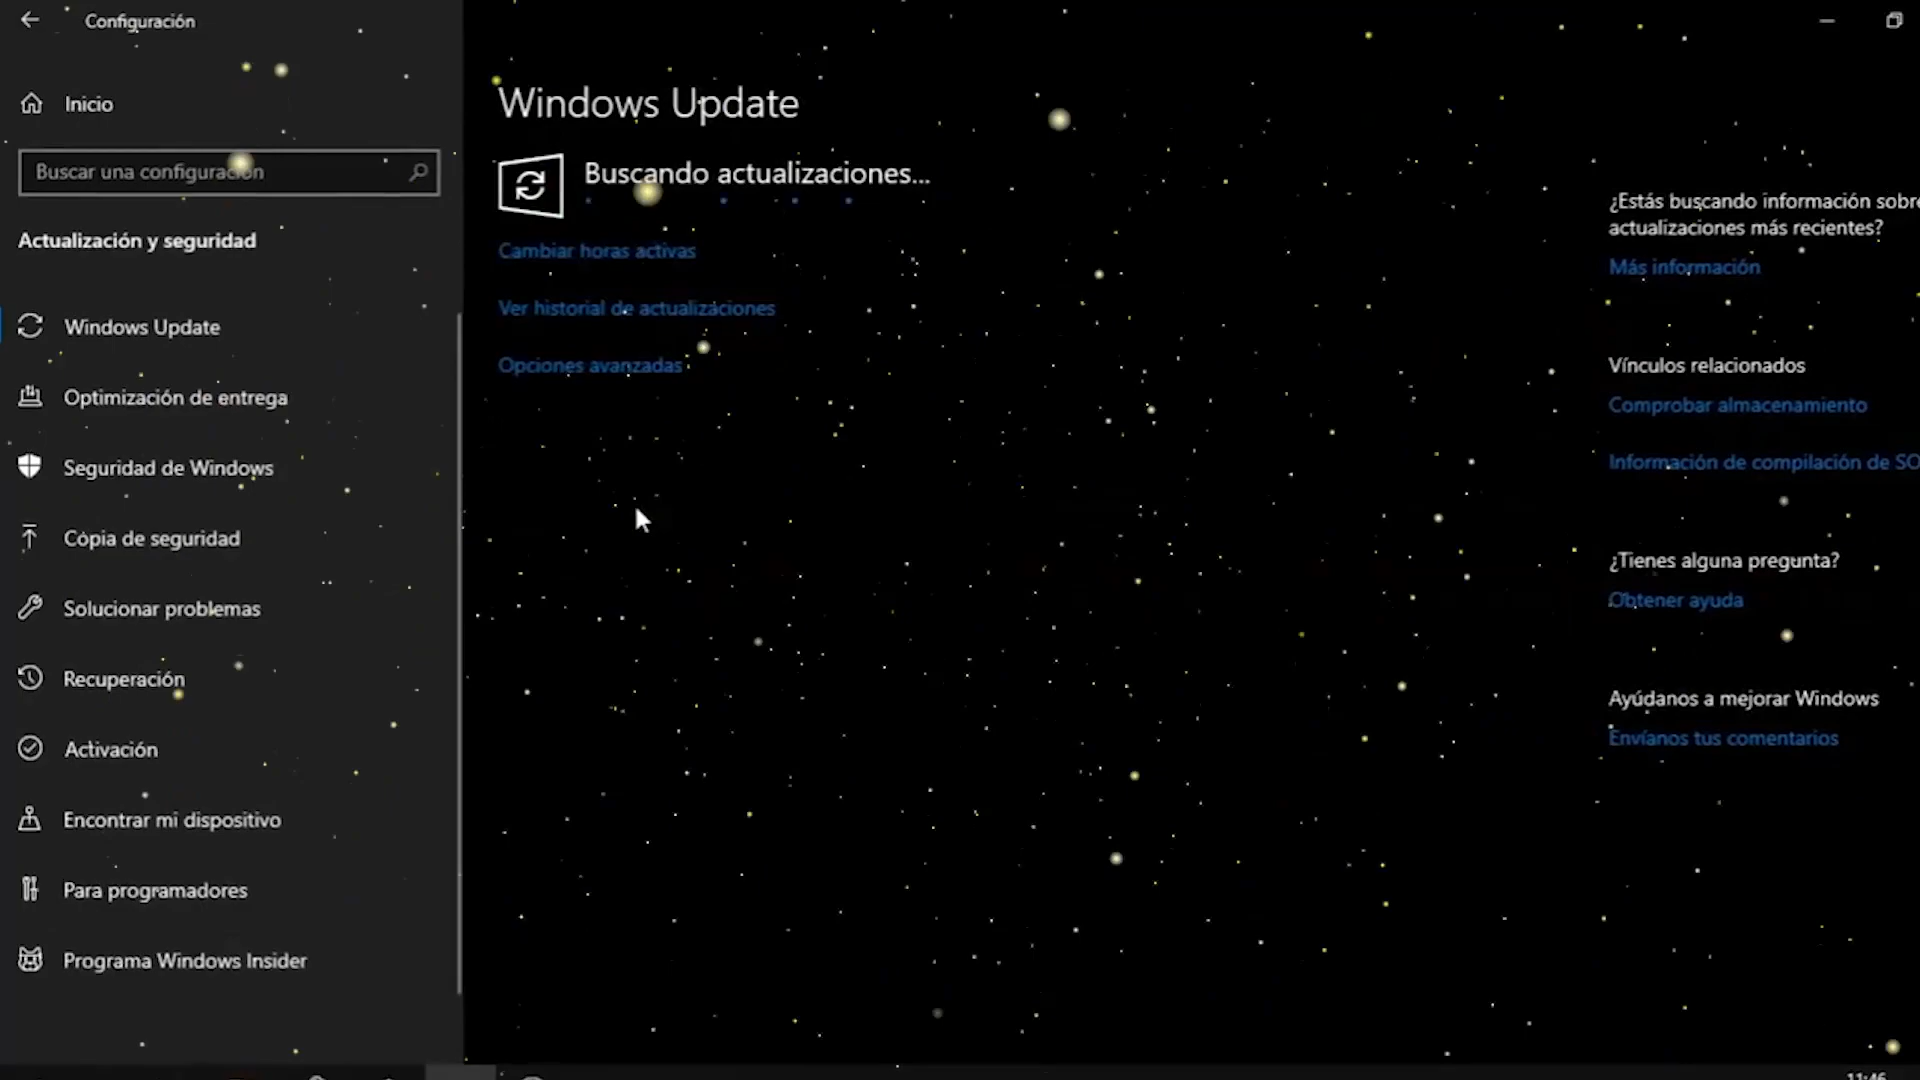 Configuración
Inicio
Buscar una configuración
Actualización y seguridad
Windows Update
Optimización de entrega
Seguridad de Windows
Copia de seguridad
Solucionar problemas
Recuperación
Activación
Encontrar mi dispositivo
Para programadores
Programa Windows Insider
Windows Update
Buscando actualizaciones...
Cambiar horas activas
Ver historial de actualizaciones
Opciones avanzadas
¿Estás buscando información sobre
actualizaciones más recientes?
Más información
Vínculos relacionados
Comprobar almacenamiento
Información de compilación de SO
¿Tienes alguna pregunta?
Obtener ayuda
Ayúdanos a mejorar Windows
Envíanos tus comentarios
11:46